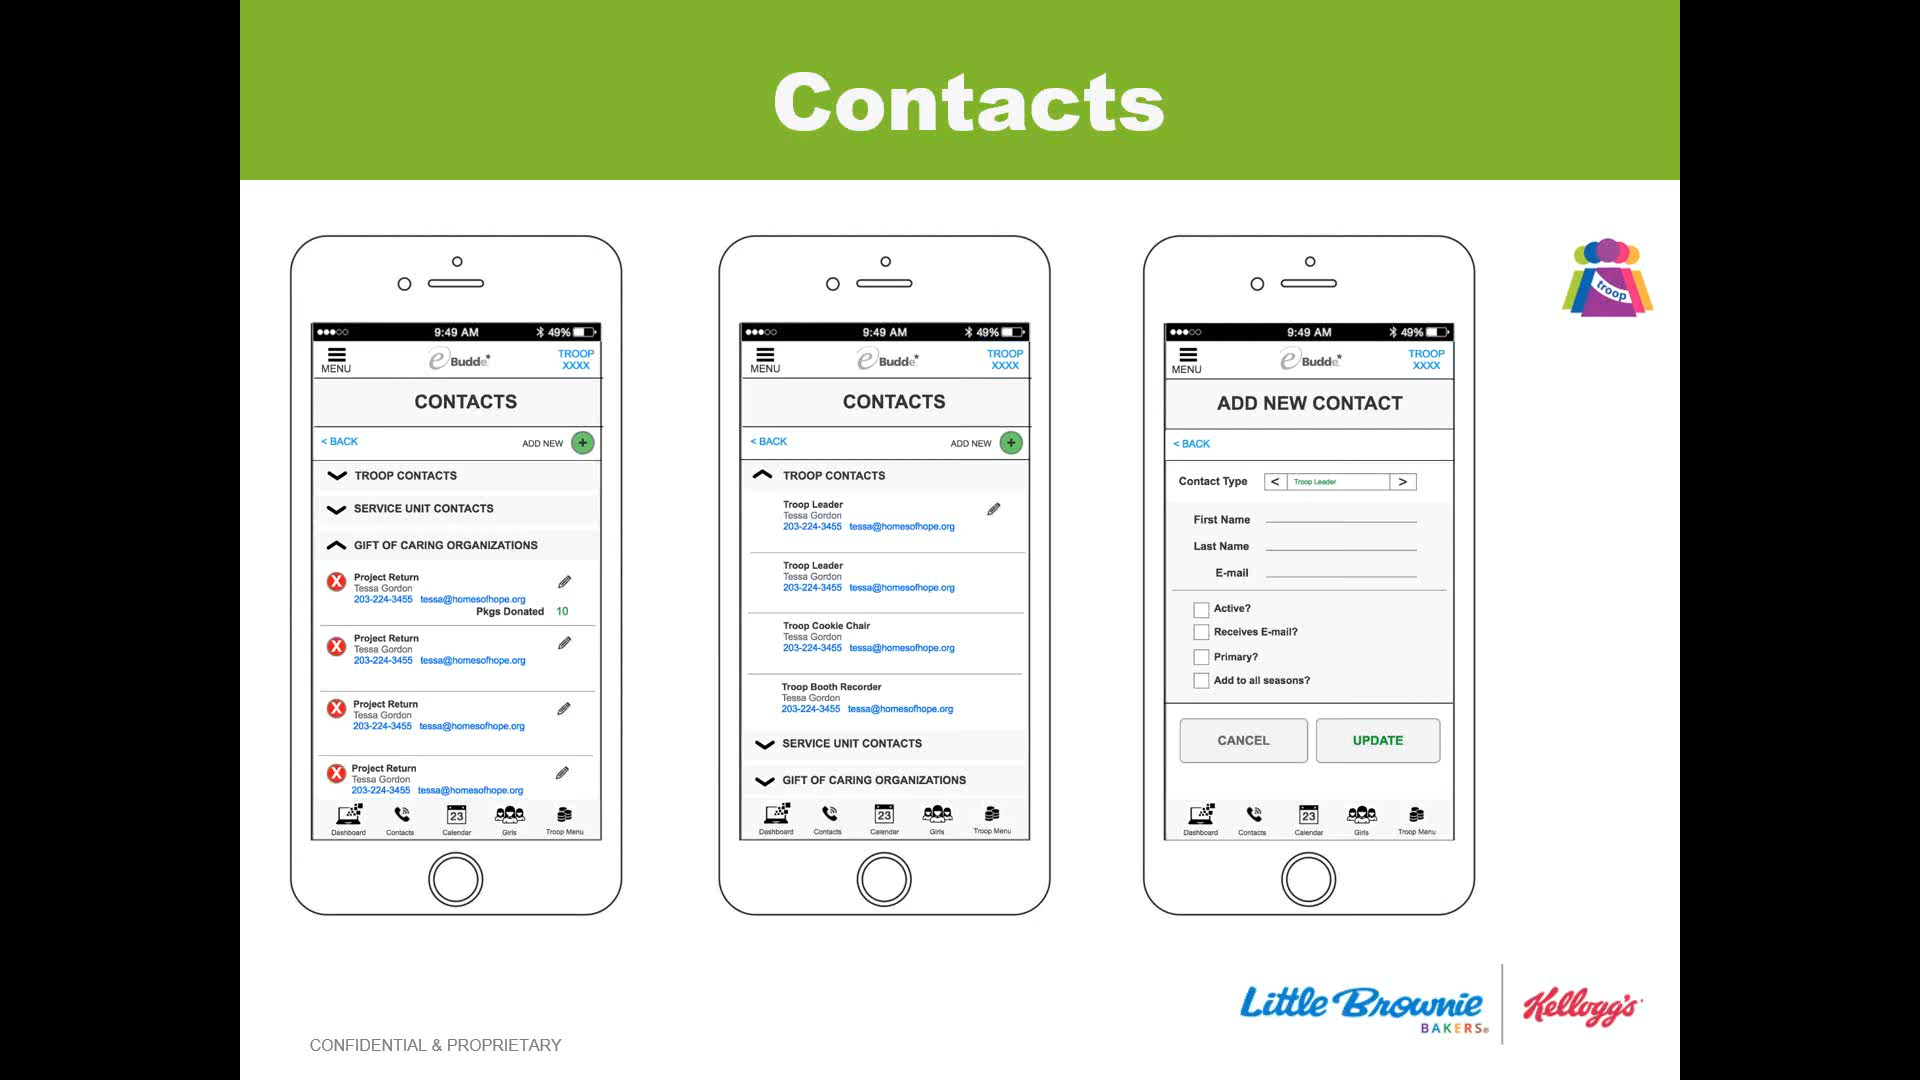 Contacts
troop
9:49 AM
49%
MENU
eBudde
TROOP
XXXX
CONTACTS
< BACK
ADD NEW
+
TROOP CONTACTS
SERVICE UNIT CONTACTS
GIFT OF CARING ORGANIZATIONS
X
Project Return
Tessa Gordon
203-224-3455 tessa@homesofhope.org
Pkgs Donated 10
X
Project Return
Tessa Gordon
203-224-3455 tessa@homesofhope.org
X
Project Return
Tessa Gordon
203-224-3455 tessa@homesofhope.org
X
Project Return
Tessa Gordon
203-224-3455 tessa@homesofhope.org
23
Dashboard Contacts Calendar Girls Troop Menu
9:49 AM
49%
MENU
eBudde
TROOP
XXXX
CONTACTS
< BACK
ADD NEW
+
TROOP CONTACTS
Troop Leader
Tessa Gordon
203-224-3455 tessa@homesofhope.org
Troop Leader
Tessa Gordon
203-224-3455 tessa@homesofhope.org
Troop Cookie Chair
Tessa Gordon
203-224-3455 tessa@homesofhope.org
Troop Booth Recorder
Tessa Gordon
203-224-3455 tessa@homesofhope.org
SERVICE UNIT CONTACTS
GIFT OF CARING ORGANIZATIONS
23
Dashboard Contacts Calendar Girls Troop Menu
9:49 AM
49%
MENU
eBudde
TROOP
XXXX
ADD NEW CONTACT
< BACK
Contact Type < Troop Leader >
First Name
Last Name
E-mail
Active?
Receives E-mail?
Primary?
Add to all seasons?
CANCEL UPDATE
23
Dashboard Contacts Calendar Girls Troop Menu
Little Brownie
BAKERS®
Kellogg's
CONFIDENTIAL & PROPRIETARY